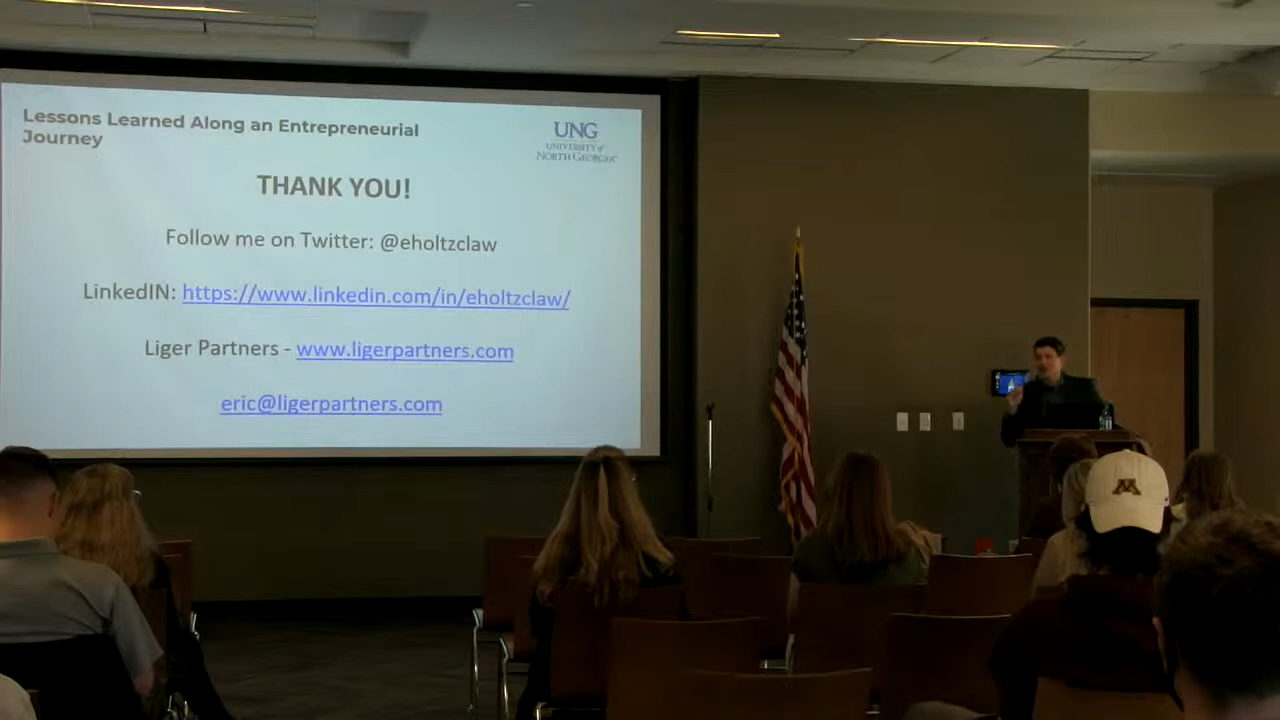 Lessons Learned Along an Entrepreneurial
Journey
UNG
UNIVERSITY of
NORTH GEORGIA
THANK YOU!
Follow me on Twitter: @eholtzclaw
LinkedIN: https://www.linkedin.com/in/eholtzclaw/
Liger Partners - www.ligerpartners.com
eric@ligerpartners.com
M